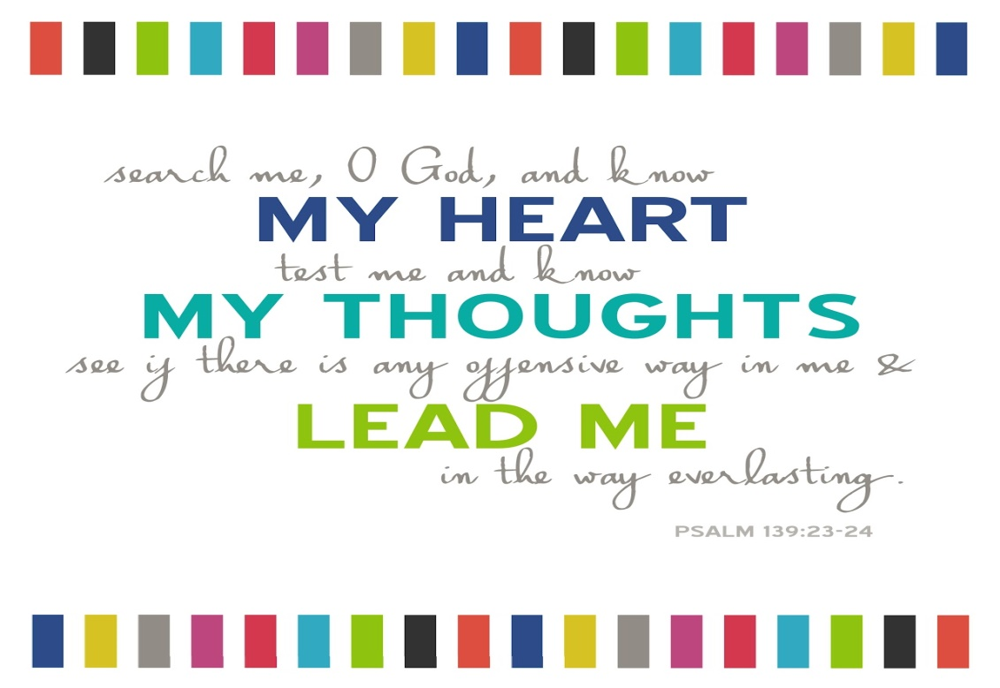 search me, O God, and know
MY HEART
test me and know
MY THOUGHTS
see if there is any offensive way in me &
LEAD ME
in the way everlasting.
PSALM 139:23-24